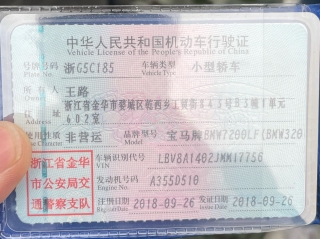 中华人民共和国机动车行驶证
Vehicle License of the People's Republic of China
号牌号码 浙G5C185 车辆类型 小型轿车
Plate No. Vehicle Type
所有人 王路
Owner
住址 浙江省金华市婺城区乾西乡
602室
Address
使用性质 非营运 品牌型号 宝马牌BMW7200LF(BMW320
Use Character Model
浙江省金华
市公安局交
通警察支队
车辆识别代号
VIN
发动机号码 A355D510
Engine No.
注册日期 2018-09-26 发证日期 2018-09-26
Register Date Issue Date